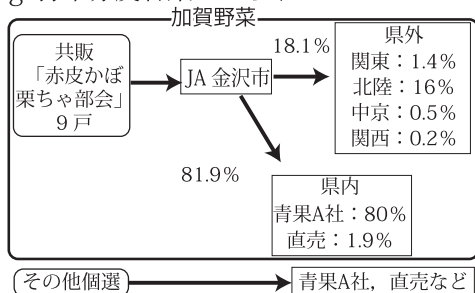 加賀野菜
共販
「赤皮かぼ
栗ちゃ部会」
9戸
JA 金沢市
18.1%
県外
関東：1.4%
北陸：16%
中京：0.5%
関西：0.2%
81.9%
県内
青果A社：80%
直売：1.9%
その他個選
青果A社，直売など